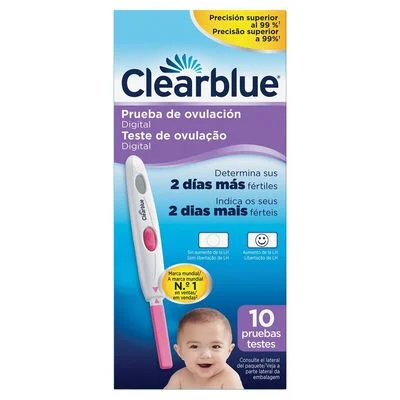 Precisión superior
al 99 %¹
Precisão superior
a 99%¹
Clearblue®
Prueba de ovulación
Digital
Teste de ovulação
Digital
Determina sus
2 días más fértiles
Indica os seus
2 dias mais férteis
Clearblue
Sin aumento de la LH
Sem libertação de LH
Aumento de la LH
Libertação de LH
Marca mundial/
A marca mundial
N.º 1
en ventas/
em vendas²
10
pruebas
testes
Consulte el lateral
del paquete/Veja a
parte lateral da
embalagem